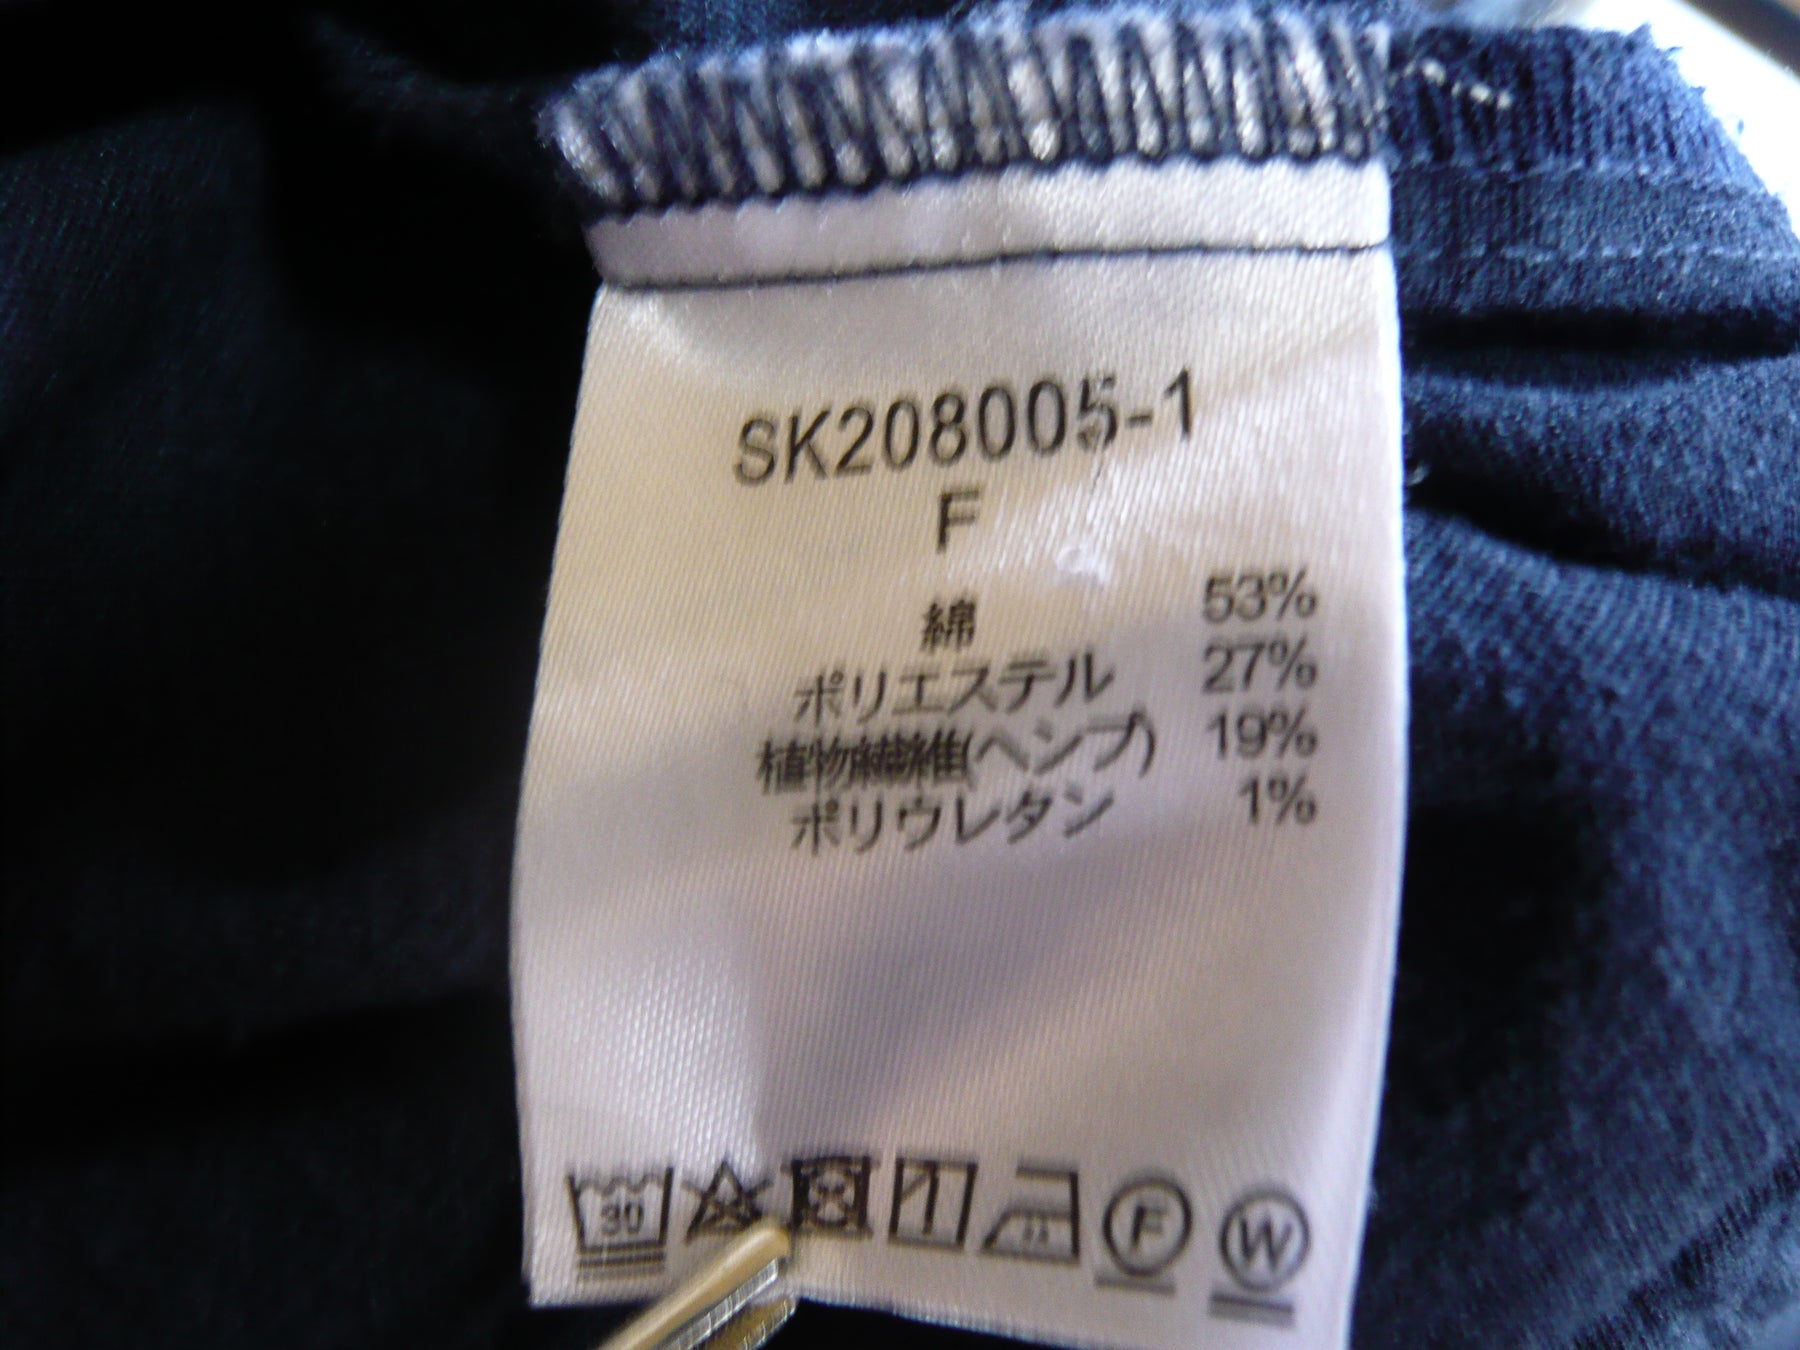 SK208005-1
F
綿 53%
ポリエステル 27%
植物繊維(ヘンプ) 19%
ポリウレタン 1%
30 F W